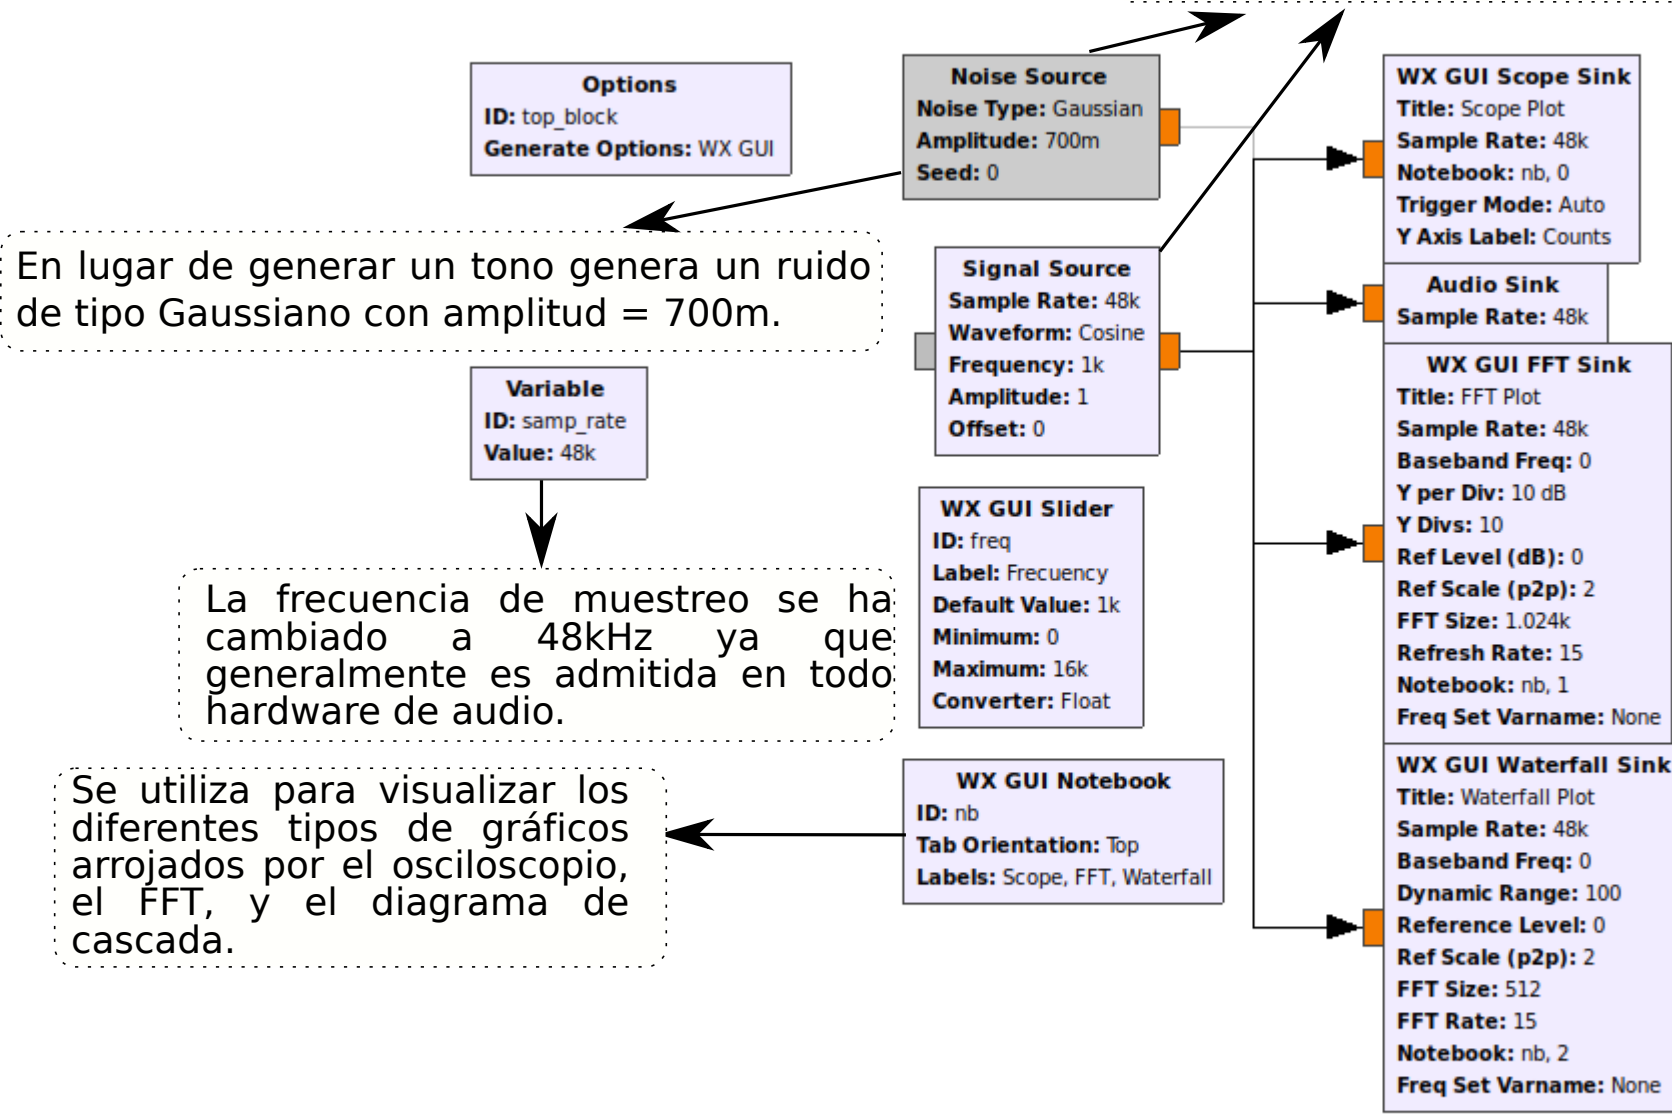 Options
ID: top_block
Generate Options: WX GUI
Noise Source
Noise Type: Gaussian
Amplitude: 700m
Seed: 0
En lugar de generar un tono genera un ruido
de tipo Gaussiano con amplitud = 700m.
Signal Source
Sample Rate: 48k
Waveform: Cosine
Frequency: 1k
Amplitude: 1
Offset: 0
Variable
ID: samp_rate
Value: 48k
La frecuencia de muestreo se ha
cambiado a 48kHz ya que
generalmente es admitida en todo
hardware de audio.
WX GUI Slider
ID: freq
Label: Frecuency
Default Value: 1k
Minimum: 0
Maximum: 16k
Converter: Float
Se utiliza para visualizar los
diferentes tipos de gráficos
arrojados por el osciloscopio,
el FFT, y el diagrama de
cascada.
WX GUI Notebook
ID: nb
Tab Orientation: Top
Labels: Scope, FFT, Waterfall
WX GUI Scope Sink
Title: Scope Plot
Sample Rate: 48k
Notebook: nb, 0
Trigger Mode: Auto
Y Axis Label: Counts
Audio Sink
Sample Rate: 48k
WX GUI FFT Sink
Title: FFT Plot
Sample Rate: 48k
Baseband Freq: 0
Y per Div: 10 dB
Y Divs: 10
Ref Level (dB): 0
Ref Scale (p2p): 2
FFT Size: 1.024k
Refresh Rate: 15
Notebook: nb, 1
Freq Set Varname: None
WX GUI Waterfall Sink
Title: Waterfall Plot
Sample Rate: 48k
Baseband Freq: 0
Dynamic Range: 100
Reference Level: 0
Ref Scale (p2p): 2
FFT Size: 512
FFT Rate: 15
Notebook: nb, 2
Freq Set Varname: None